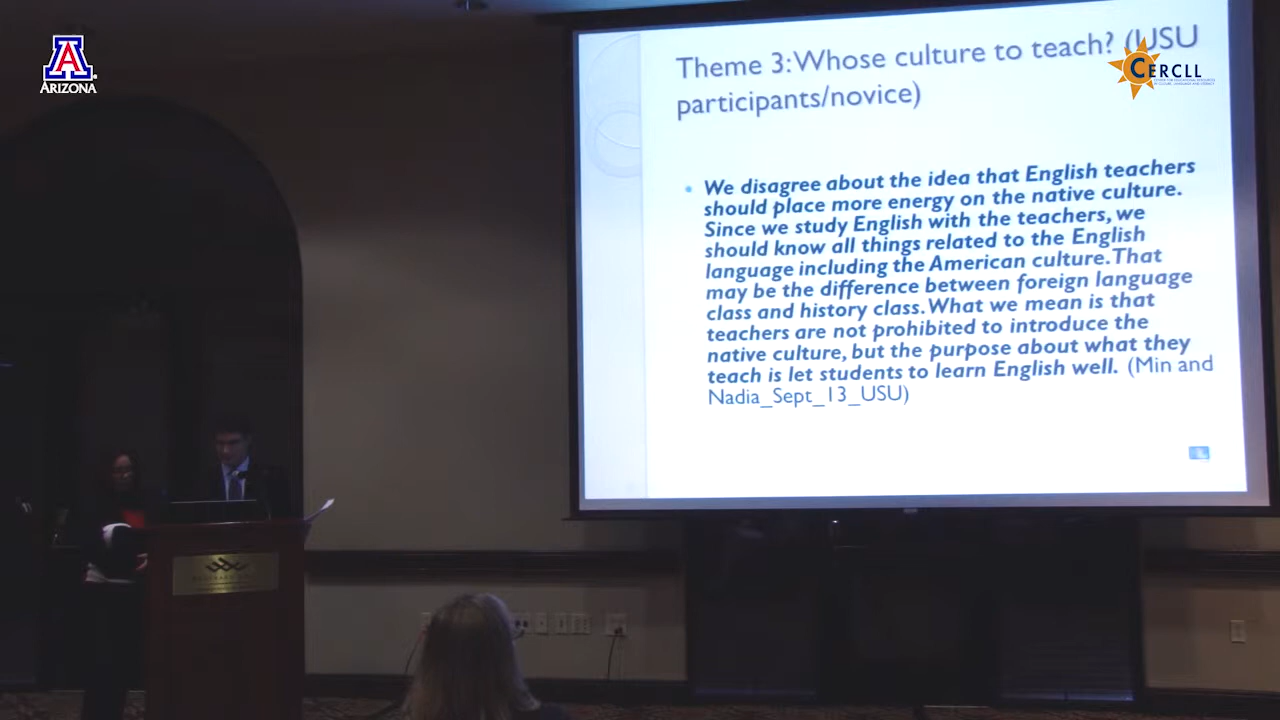 ARIZONA
Theme 3: Whose culture to teach? (USU
participants/novice)
CERCLL
We disagree about the idea that English teachers
should place more energy on the native culture.
Since we study English with the teachers, we
should know all things related to the English
language including the American culture. That
may be the difference between foreign language
class and history class. What we mean is that
teachers are not prohibited to introduce the
native culture, but the purpose about what they
teach is let students to learn English well. (Min and
Nadia_Sept_13_USU)